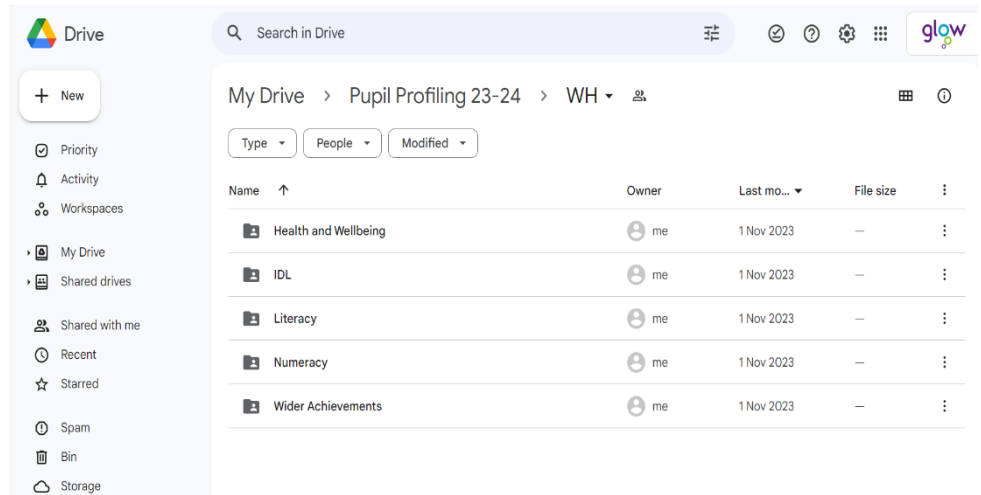 Drive
Search in Drive
glow
New
My Drive > Pupil Profiling 23-24 > WH
Type People Modified
Priority
Activity
Workspaces
My Drive
Shared drives
Shared with me
Recent
Starred
Spam
Bin
Storage
Name Owner Last mo... File size
Health and Wellbeing me 1 Nov 2023 —
IDL me 1 Nov 2023 —
Literacy me 1 Nov 2023 —
Numeracy me 1 Nov 2023 —
Wider Achievements me 1 Nov 2023 —